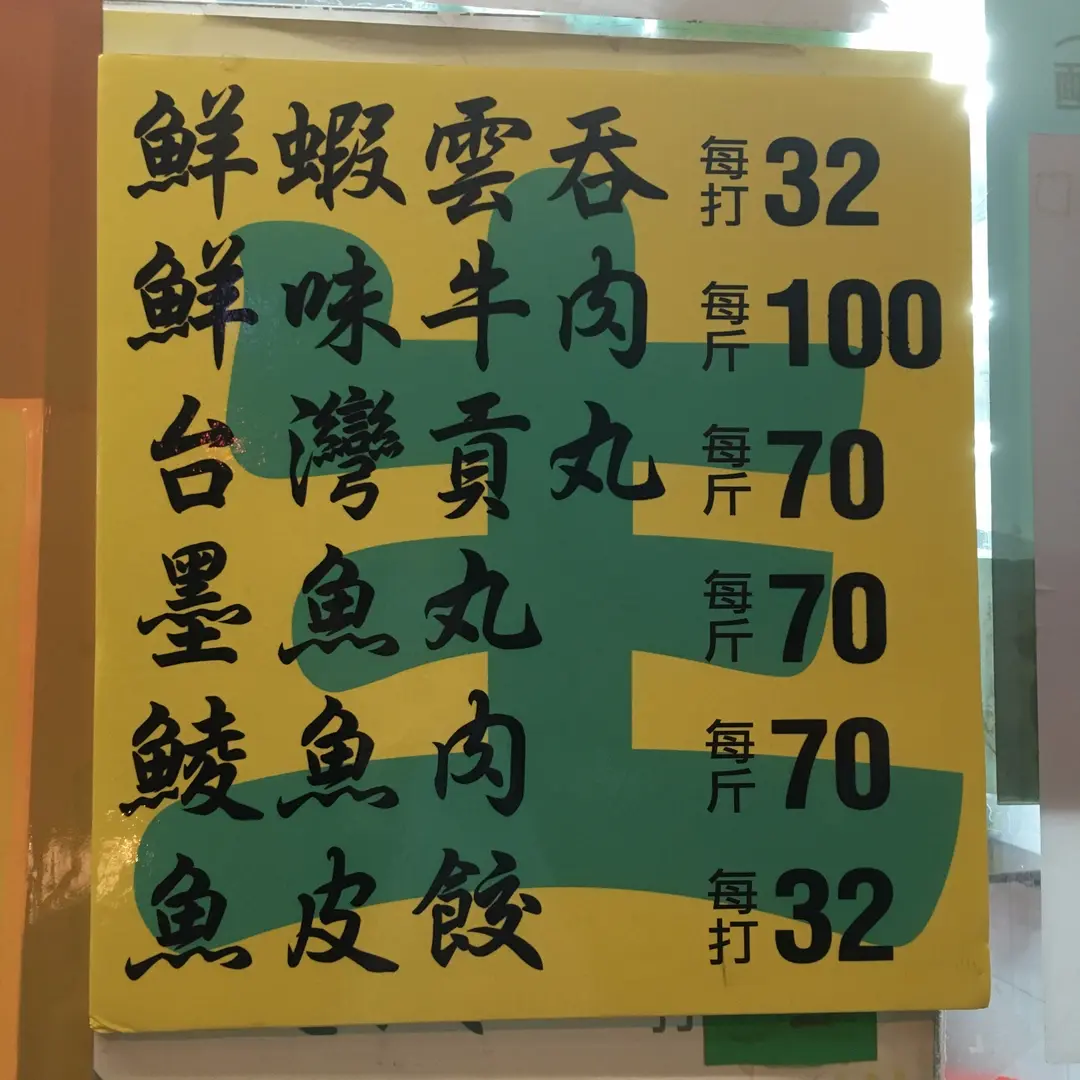 鮮蝦雲吞 每打 32
鮮味牛肉 每斤 100
台灣貢丸 每斤 70
墨魚丸 每斤 70
鯪魚肉 每斤 70
魚皮餃 每打 32
生